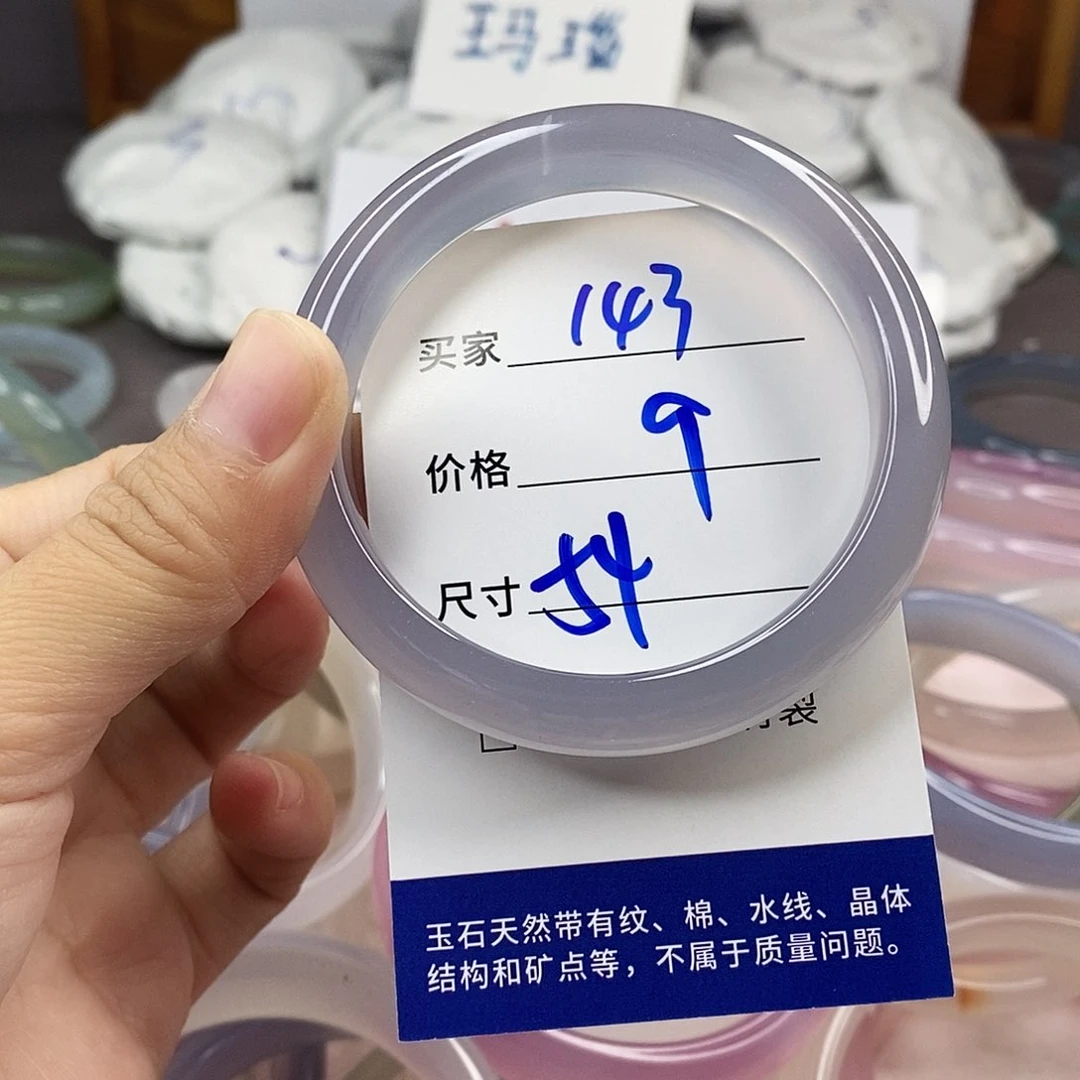 玛瑙
买家 143
价格 9
尺寸 54
裂
玉石天然带有纹、棉、水线、晶体
结构和矿点等，不属于质量问题。